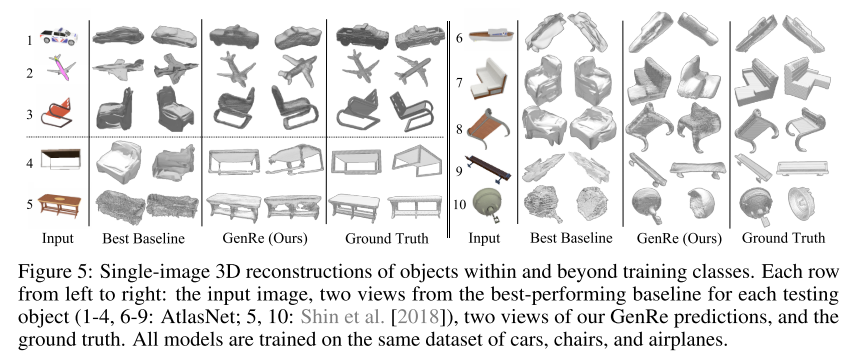 1
2
3
4
5
Input Best Baseline GenRe (Ours) Ground Truth
6
7
8
9
10
Input Best Baseline GenRe (Ours) Ground Truth
Figure 5: Single-image 3D reconstructions of objects within and beyond training classes. Each row
from left to right: the input image, two views from the best-performing baseline for each testing
object (1-4, 6-9: AtlasNet; 5, 10: Shin et al. [2018]), two views of our GenRe predictions, and the
ground truth. All models are trained on the same dataset of cars, chairs, and airplanes.